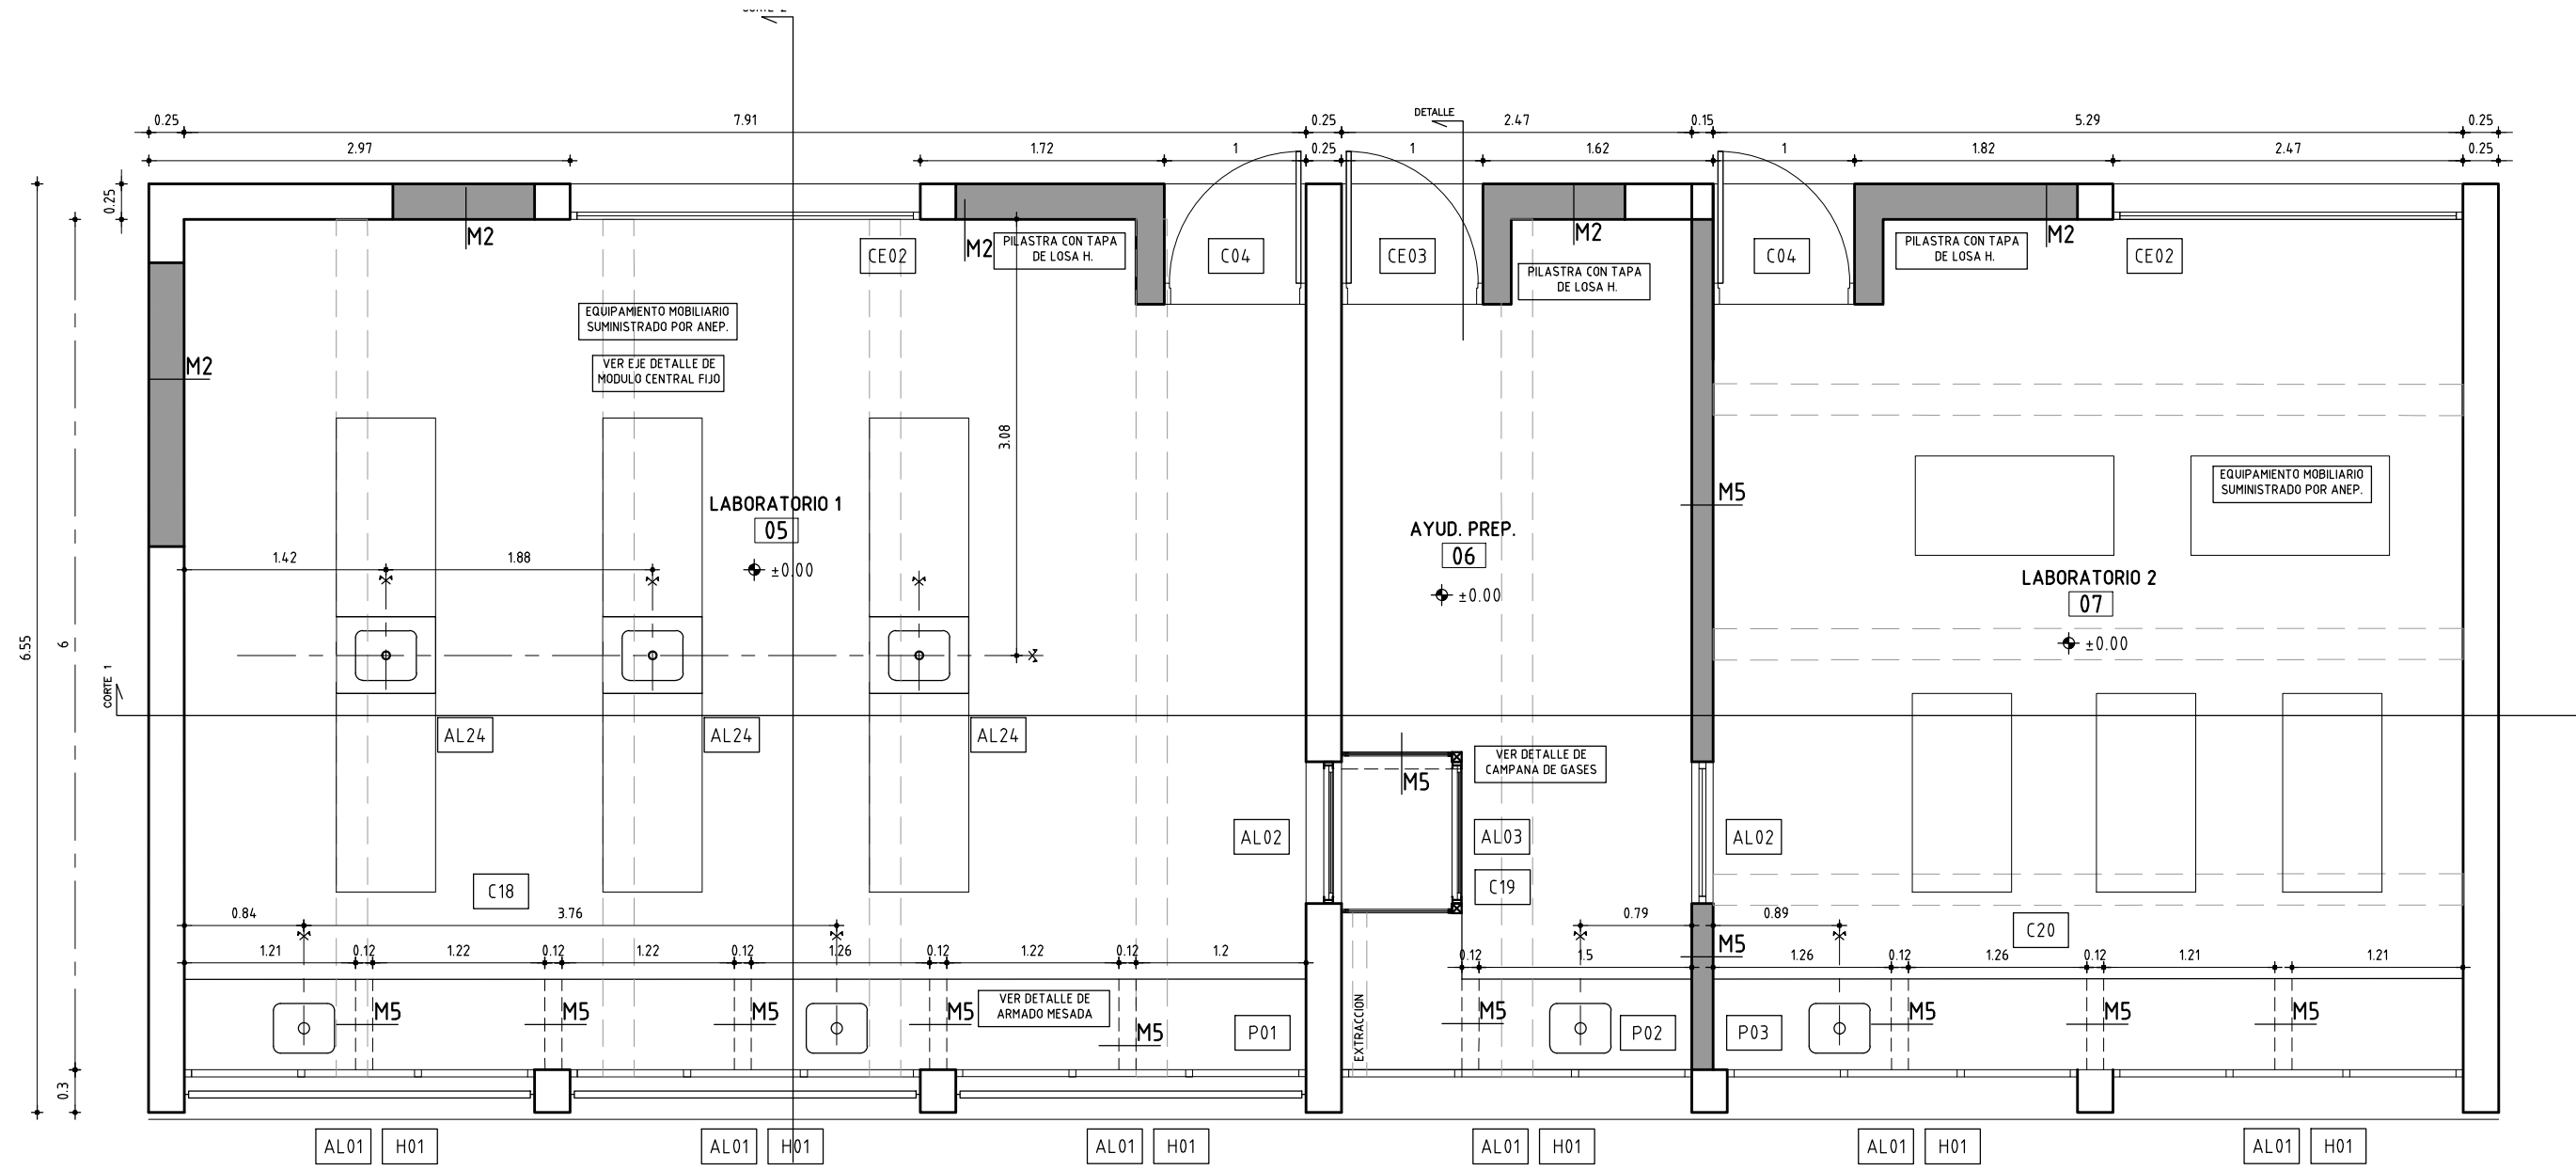 DETALLE
0.25
7.91
0.25
2.47
0.15
5.29
0.25
2.97
1.72
1
0.25
1
1.62
1
1.82
2.47
0.25
0.25
M2
CE02
M2
PILASTRA CON TAPA
DE LOSA H.
C04
CE03
M2
PILASTRA CON TAPA
DE LOSA H.
C04
PILASTRA CON TAPA
DE LOSA H.
M2
CE02
EQUIPAMIENTO MOBILIARIO
SUMINISTRADO POR ANEP.
VER EJE DETALLE DE
MODULO CENTRAL FIJO
M2
3.08
LABORATORIO 1
05
±0.00
AYUD. PREP.
06
±0.00
M5
EQUIPAMIENTO MOBILIARIO
SUMINISTRADO POR ANEP.
LABORATORIO 2
07
±0.00
1.42
1.88
6.55
6
CORTE 1
AL24
AL24
AL24
VER DETALLE DE
CAMPANA DE GASES
M5
AL02
AL03
AL02
C18
C19
C20
0.84
3.76
0.79
0.89
1.21
0.12
1.22
0.12
1.22
0.12
1.26
0.12
1.22
0.12
1.2
0.12
1.5
M5
1.26
0.12
1.26
0.12
1.21
0.12
1.21
M5
M5
M5
M5
VER DETALLE DE
ARMADO MESADA
M5
P01
EXTRACCION
M5
P02
P03
M5
M5
M5
0.3
AL01
H01
AL01
H01
AL01
H01
AL01
H01
AL01
H01
AL01
H01